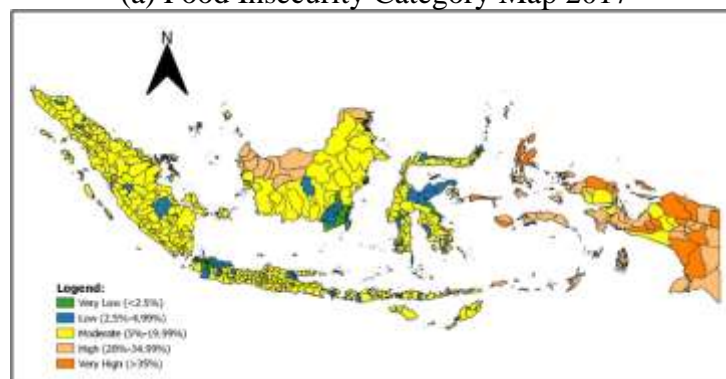 (a) Food Insecurity Category Map 2017
N
Legend:
Very Low (<2.5%)
Low (2.5%-4.99%)
Moderate (5%-19.99%)
High (20%-34.99%)
Very High (>35%)